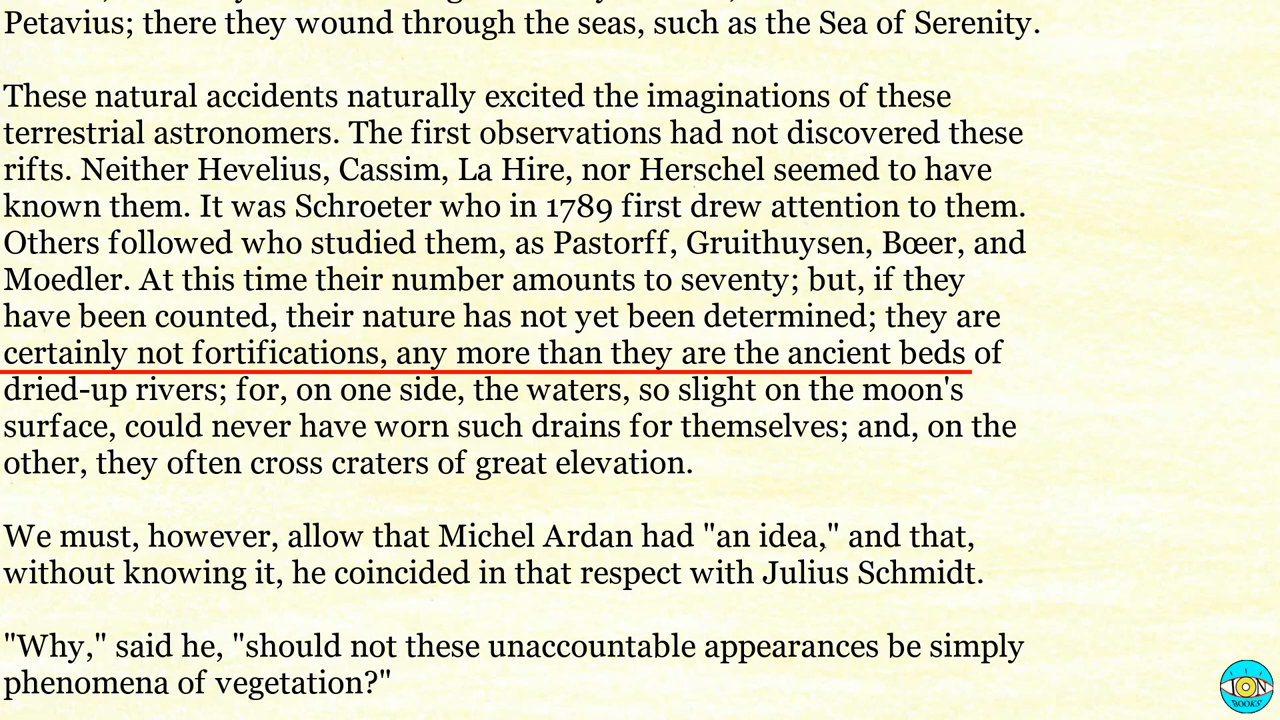 Petavius; there they wound through the seas, such as the Sea of Serenity.
These natural accidents naturally excited the imaginations of these
terrestrial astronomers. The first observations had not discovered these
rifts. Neither Hevelius, Cassim, La Hire, nor Herschel seemed to have
known them. It was Schroeter who in 1789 first drew attention to them.
Others followed who studied them, as Pastorff, Gruithuysen, Bœer, and
Moedler. At this time their number amounts to seventy; but, if they
have been counted, their nature has not yet been determined; they are
certainly not fortifications, any more than they are the ancient beds of
dried-up rivers; for, on one side, the waters, so slight on the moon's
surface, could never have worn such drains for themselves; and, on the
other, they often cross craters of great elevation.
We must, however, allow that Michel Ardan had "an idea," and that,
without knowing it, he coincided in that respect with Julius Schmidt.
"Why," said he, "should not these unaccountable appearances be simply
phenomena of vegetation?"
ION
BOOKS